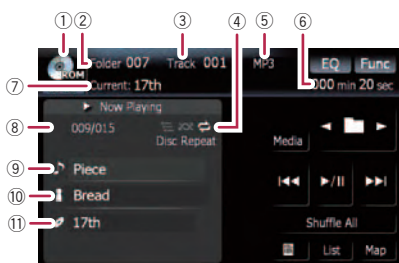 ① ② ③ ④ ⑤ ⑥
ROM Folder 007 Track 001 MP3 EQ Func
⑦ Current: 17th 000 min 20 sec
Now Playing
⑧ 009/015
Disc Repeat Media
⑨ Piece
⑩ Bread
⑪ 17th
Shuffle All
List Map